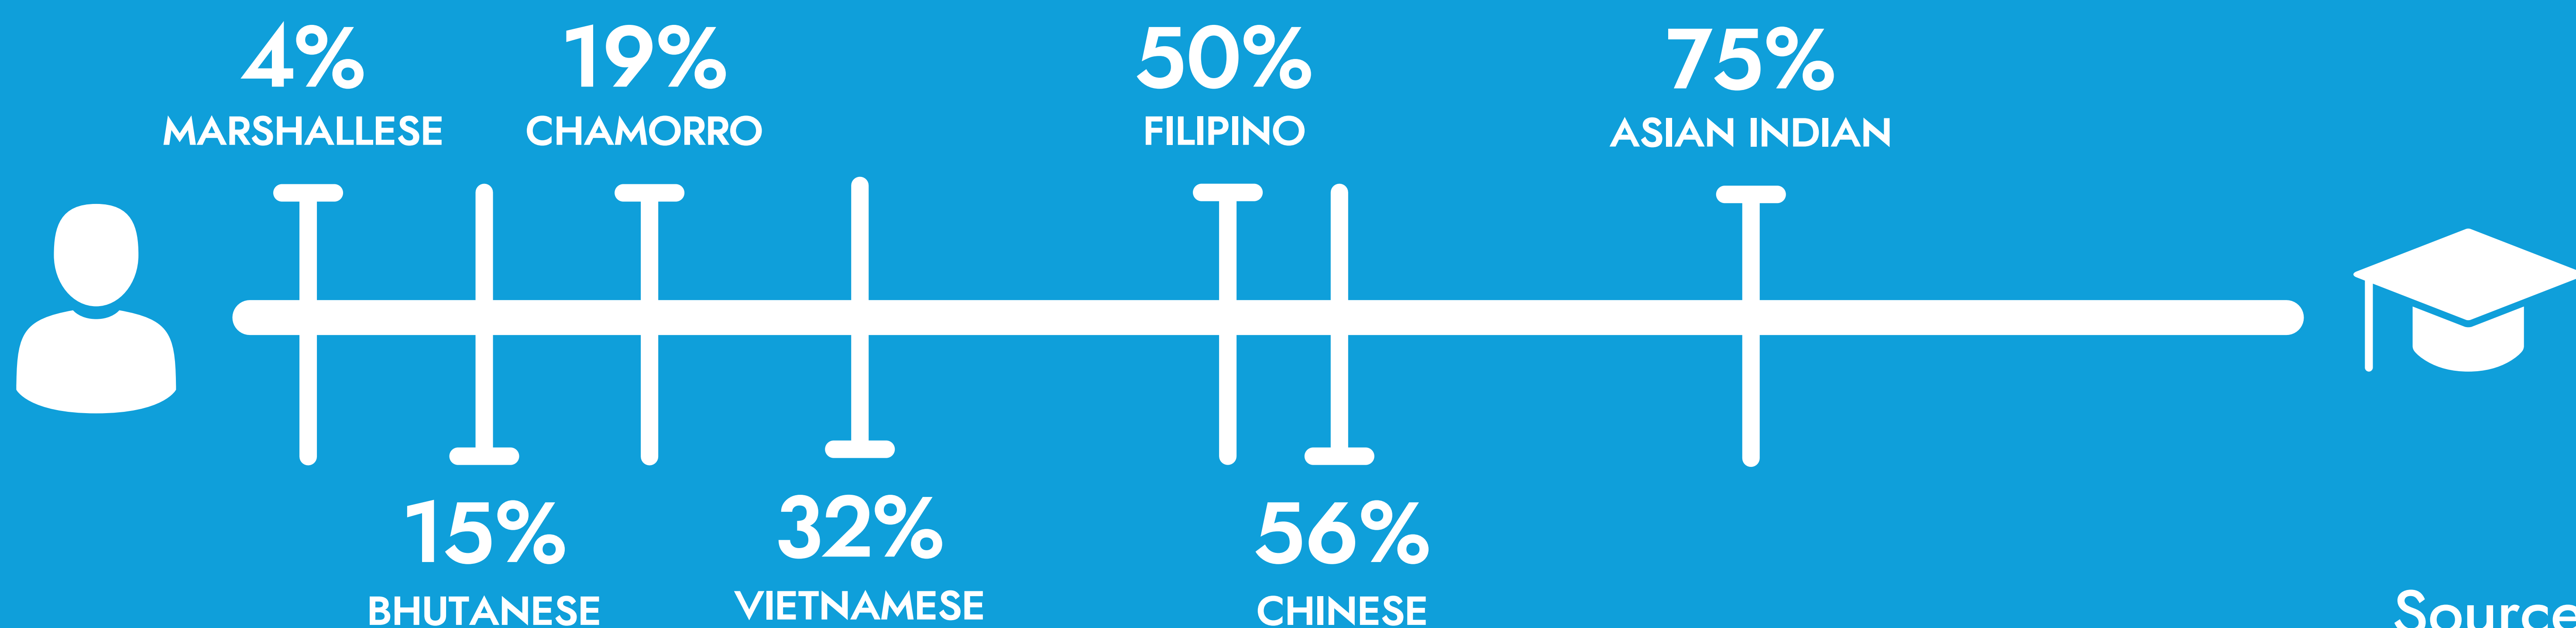 4%
MARSHALLESE
19%
CHAMORRO
50%
FILIPINO
75%
ASIAN INDIAN
15%
BHUTANESE
32%
VIETNAMESE
56%
CHINESE
Source